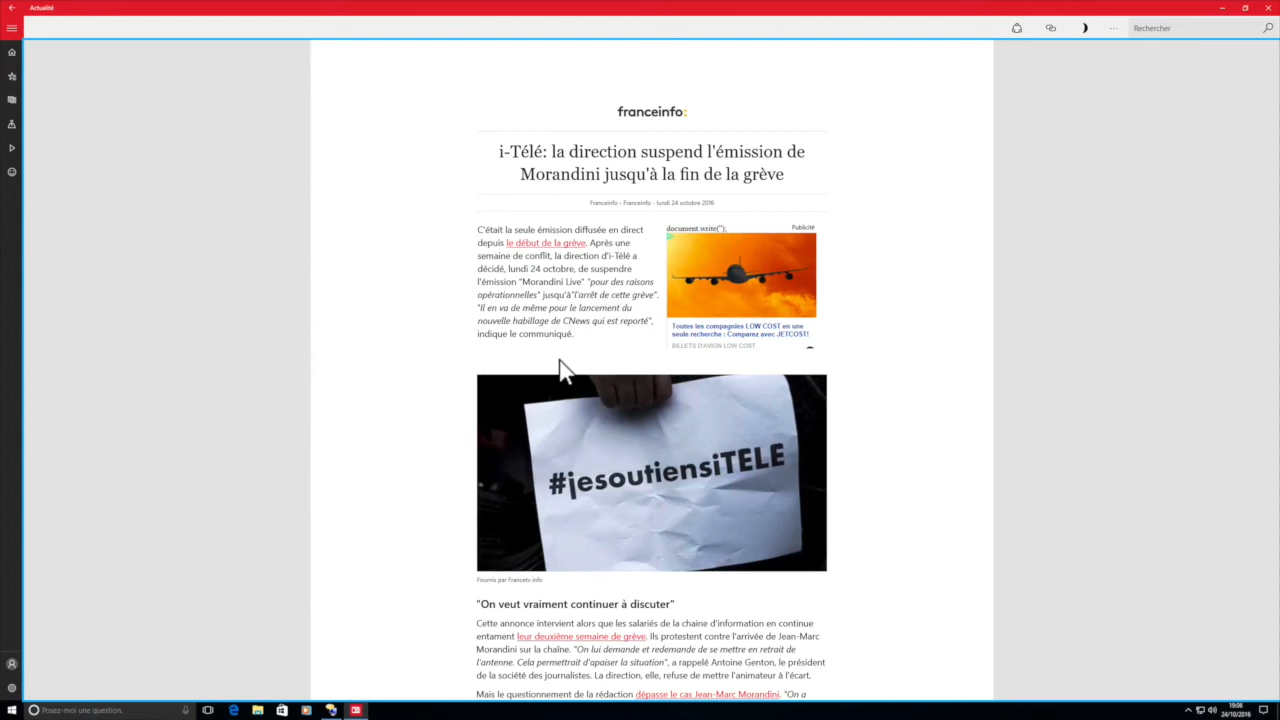 Actualité
Rechercher
franceinfo:
i-Télé: la direction suspend l'émission de
Morandini jusqu'à la fin de la grève
Franceinfo - Franceinfo - lundi 24 octobre 2016
C'était la seule émission diffusée en direct
depuis le début de la grève. Après une
semaine de conflit, la direction d'i-Télé a
décidé, lundi 24 octobre, de suspendre
l'émission "Morandini Live" "pour des raisons
opérationnelles" jusqu'à"l'arrêt de cette grève".
"Il en va de même pour le lancement du
nouvelle habillage de CNews qui est reporté",
indique le communiqué.
document.write('');
Publicité
Toutes les compagnies LOW COST en une
seule recherche : Comparez avec JETCOST!
BILLETS D'AVION LOW COST
#jesoutiensiTELE
Fournis par Francetv info
"On veut vraiment continuer à discuter"
Cette annonce intervient alors que les salariés de la chaine d'information en continue
entament leur deuxième semaine de grève. Ils protestent contre l'arrivée de Jean-Marc
Morandini sur la chaîne. "On lui demande et redemande de se mettre en retrait de
l'antenne. Cela permettrait d'apaiser la situation", a rappelé Antoine Genton, le président
de la société des journalistes. La direction, elle, refuse de mettre l'animateur à l'écart.
Mais le questionnement de la rédaction dépasse le cas Jean-Marc Morandini. "On a
Posez-moi une question.
19:06
24/10/2016